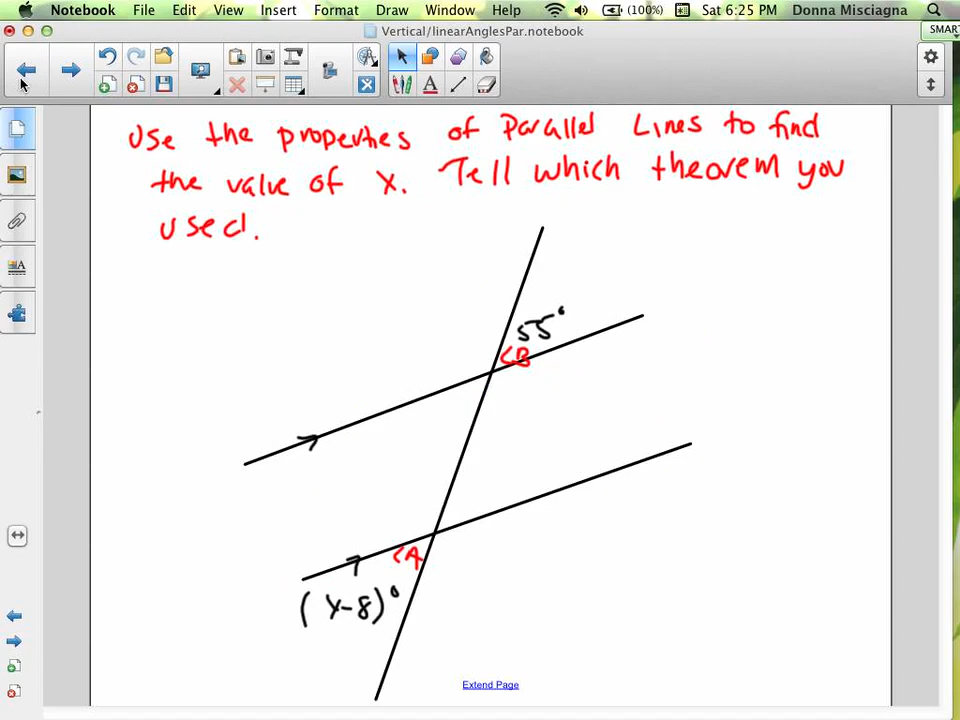 Notebook File Edit View Insert Format Draw Window Help (100%) Sat 6:25 PM Donna Misciagna
Vertical/linearAnglesPar.notebook
SMAR
Use the properties of Parallel Lines to find
the value of x. Tell which theorem you
used.
55°
<B
<A
(x-8)°
Extend Page